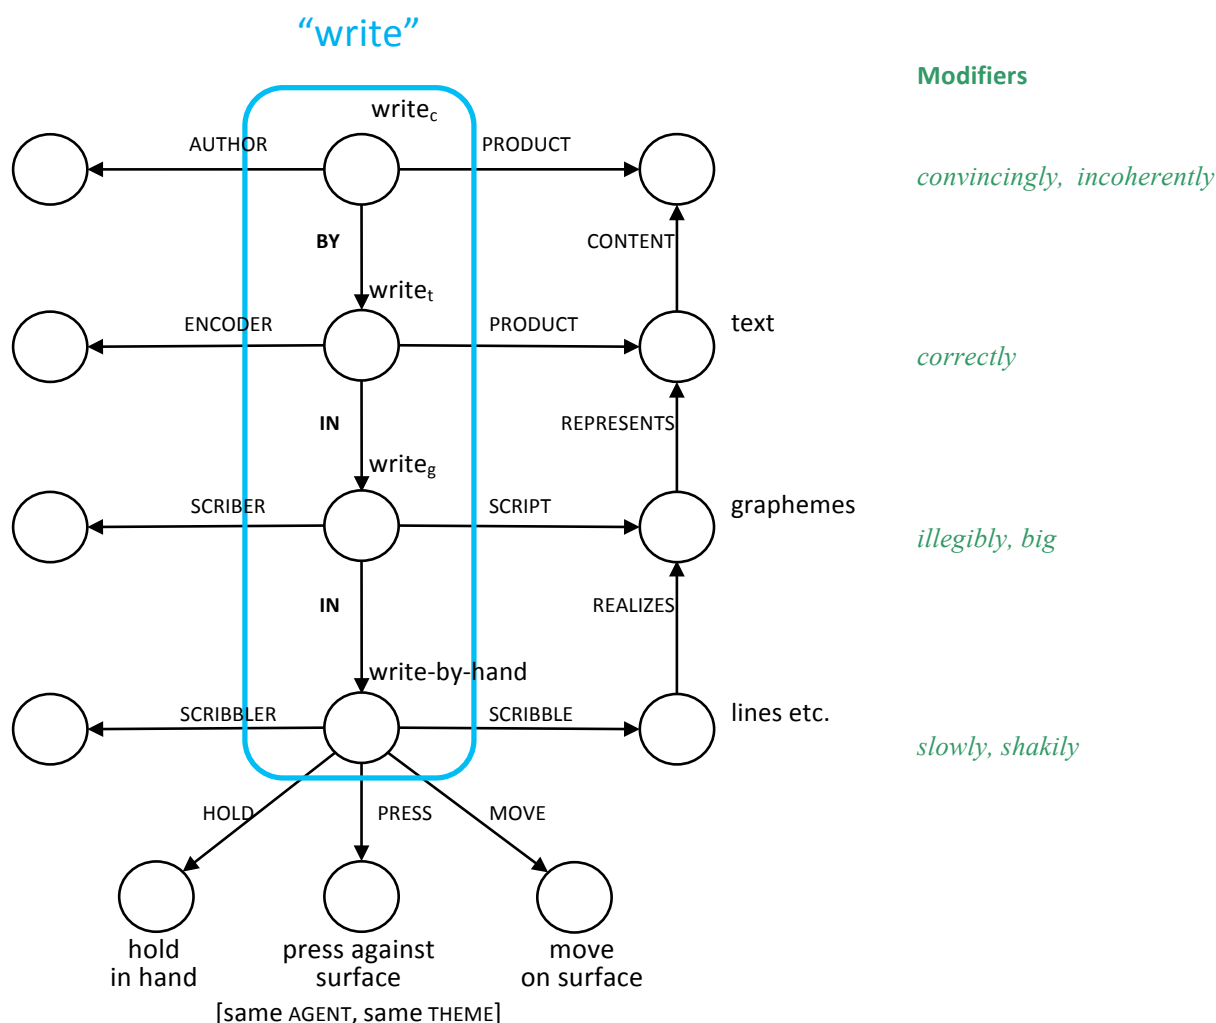 “write”
Modifiers
write_c
AUTHOR PRODUCT
convincingly, incoherently
BY CONTENT
write_t
ENCODER PRODUCT text
correctly
IN REPRESENTS
write_g
SCRIBER SCRIPT graphemes
illegibly, big
IN REALIZES
write-by-hand
SCRIBBLER SCRIBBLE lines etc.
slowly, shakily
HOLD PRESS MOVE
hold press against move
in hand surface on surface
[same AGENT, same THEME]